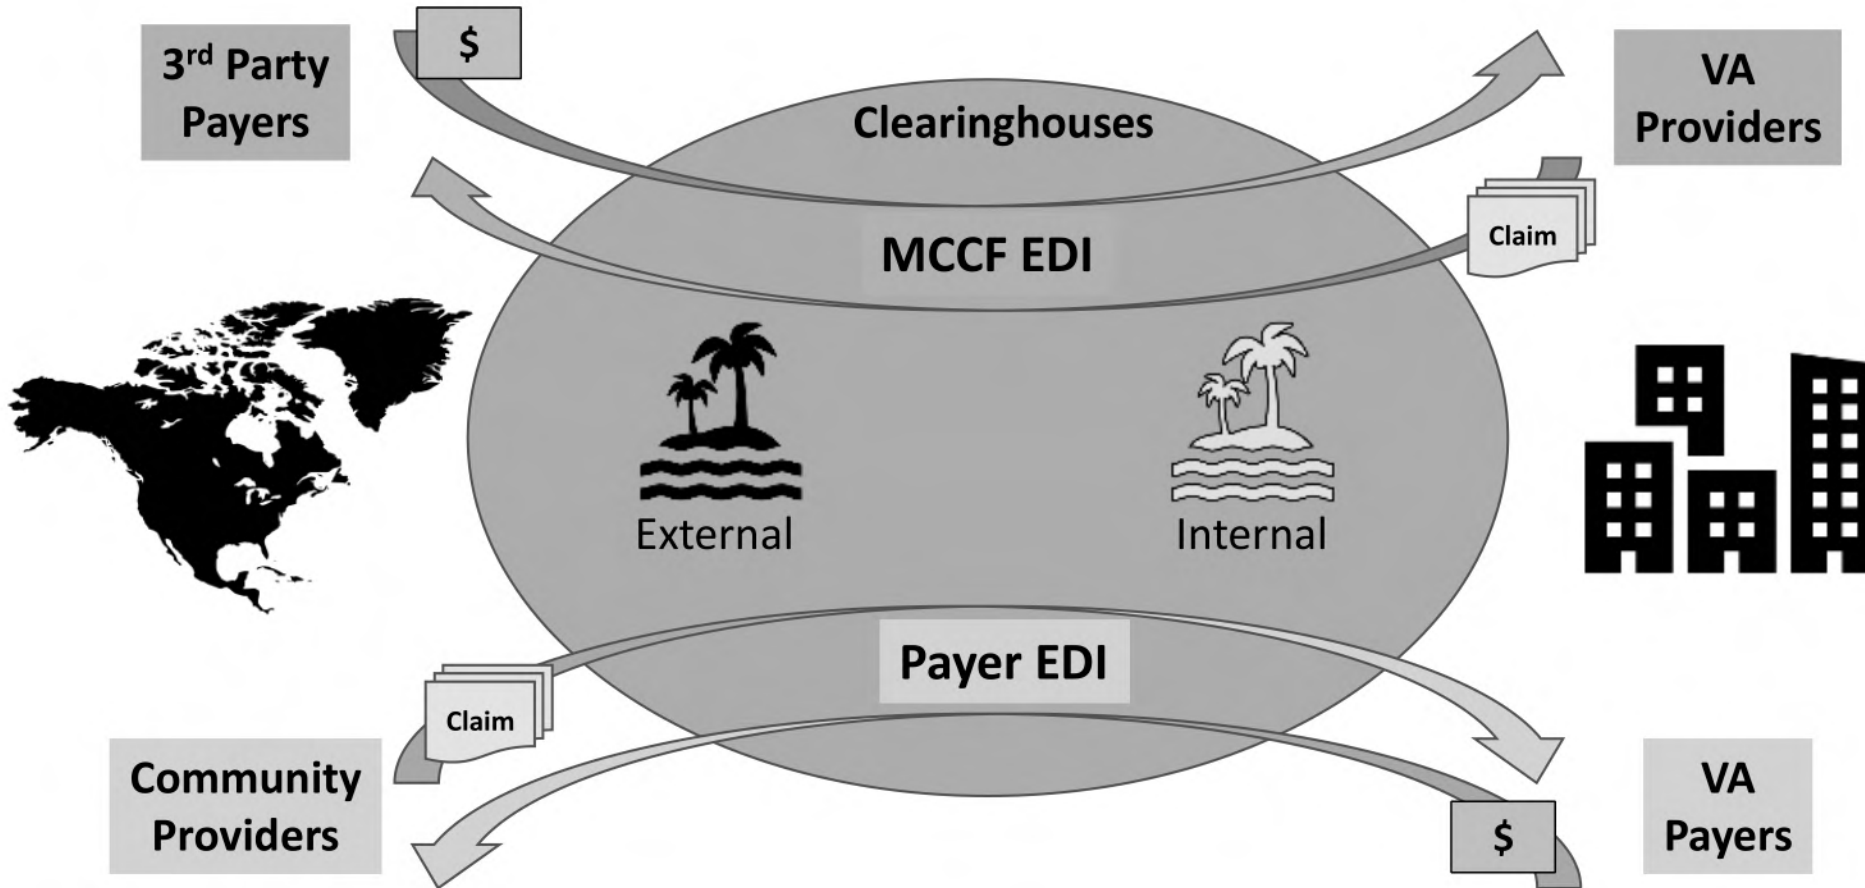 3rd Party
Payers
$
Clearinghouses
VA
Providers
MCCF EDI
Claim
External
Internal
Payer EDI
Claim
Community
Providers
$
VA
Payers